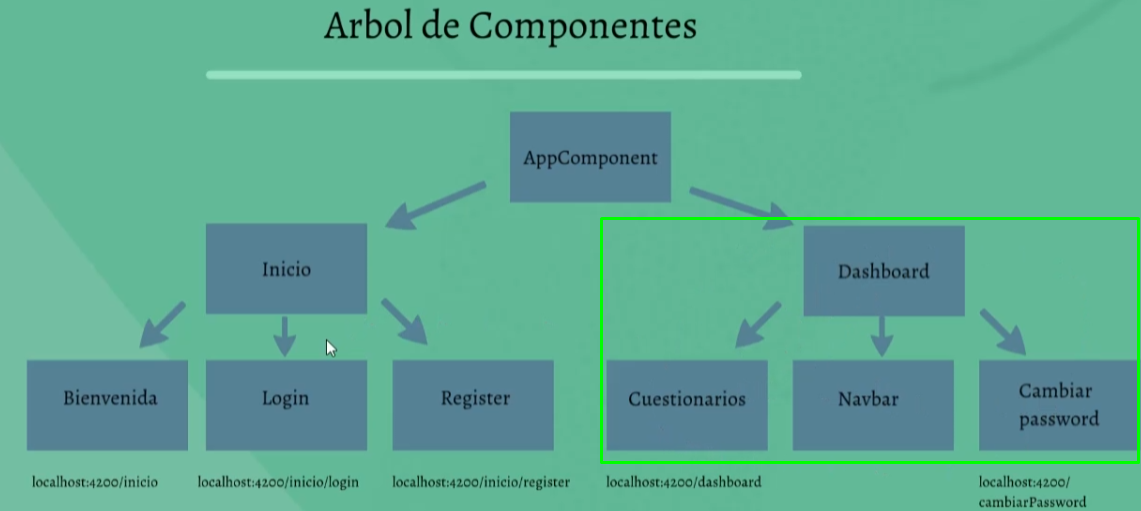 Arbol de Componentes
AppComponent
Inicio
Dashboard
Bienvenida
Login
Register
Cuestionarios
Navbar
Cambiar
password
localhost:4200/inicio
localhost:4200/inicio/login
localhost:4200/inicio/register
localhost:4200/dashboard
localhost:4200/
cambiarPassword